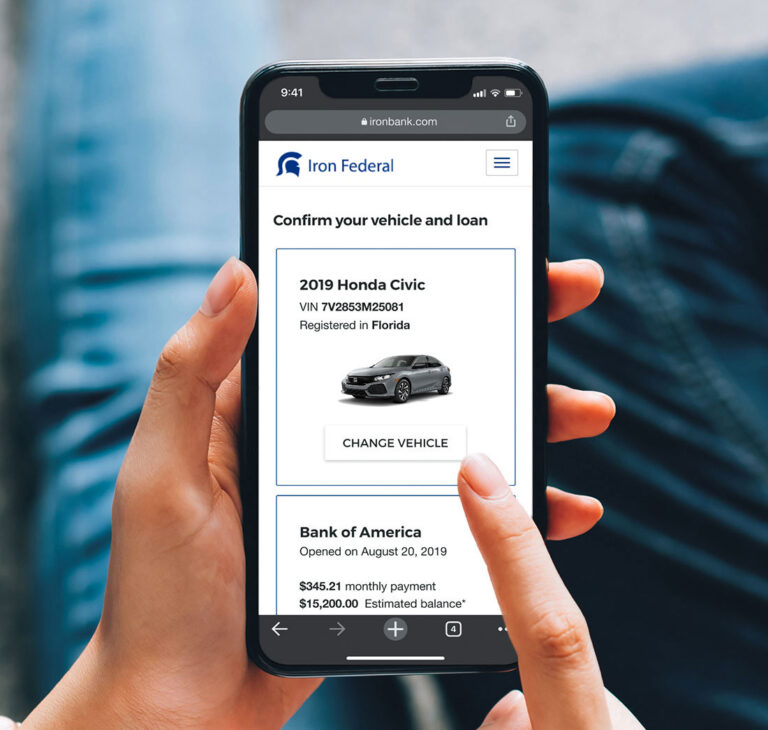 9:41
ironbank.com
Iron Federal
Confirm your vehicle and loan
2019 Honda Civic
VIN 7V2853M25081
Registered in Florida
CHANGE VEHICLE
Bank of America
Opened on August 20, 2019
$345.21 monthly payment
$15,200.00 Estimated balance*
4